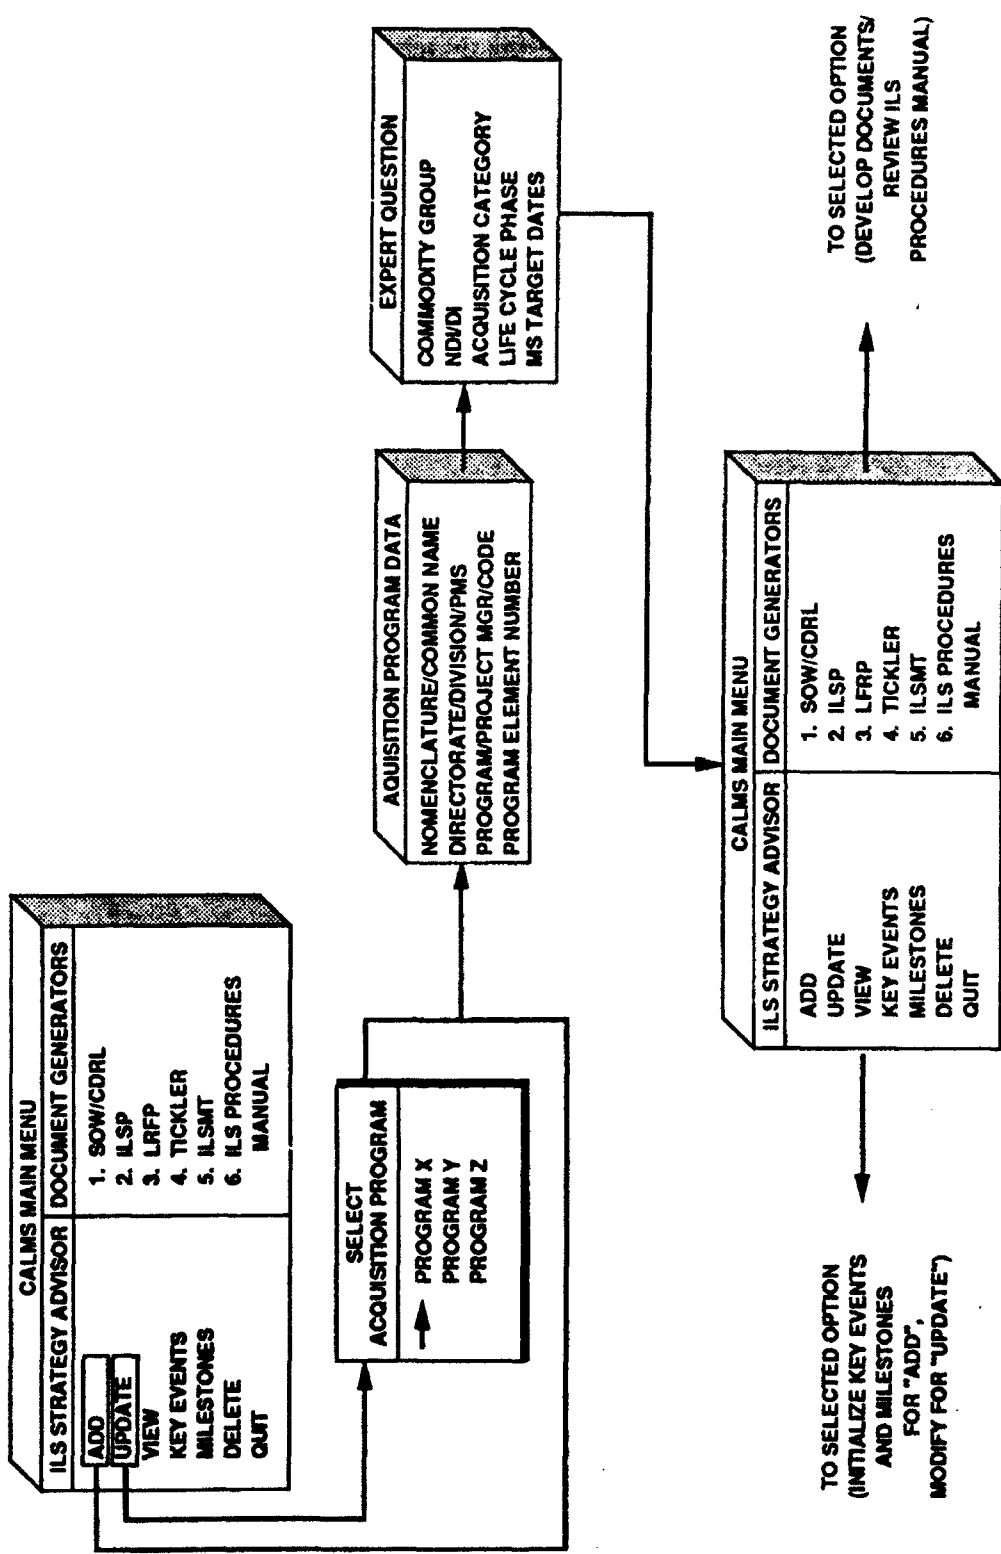 CALMS MAIN MENU
ILS STRATEGY ADVISOR
DOCUMENT GENERATORS
ADD
UPDATE
VIEW
KEY EVENTS
MILESTONES
DELETE
QUIT
1. SOW/CDRL
2. ILSP
3. LRFP
4. TICKLER
5. ILSMT
6. ILS PROCEDURES
MANUAL
SELECT
ACQUISITION PROGRAM
PROGRAM X
PROGRAM Y
PROGRAM Z
AQUISITION PROGRAM DATA
NOMENCLATURE/COMMON NAME
DIRECTORATE/DIVISION/PMS
PROGRAM/PROJECT MGR/CODE
PROGRAM ELEMENT NUMBER
EXPERT QUESTION
COMMODITY GROUP
NDI/DI
ACQUISITION CATEGORY
LIFE CYCLE PHASE
MS TARGET DATES
CALMS MAIN MENU
ILS STRATEGY ADVISOR
DOCUMENT GENERATORS
ADD
UPDATE
VIEW
KEY EVENTS
MILESTONES
DELETE
QUIT
1. SOW/CDRL
2. ILSP
3. LFRP
4. TICKLER
5. ILSMT
6. ILS PROCEDURES
MANUAL
TO SELECTED OPTION
(INITIALIZE KEY EVENTS
AND MILESTONES
FOR "ADD",
MODIFY FOR "UPDATE")
TO SELECTED OPTION
(DEVELOP DOCUMENTS/
REVIEW ILS
PROCEDURES MANUAL)